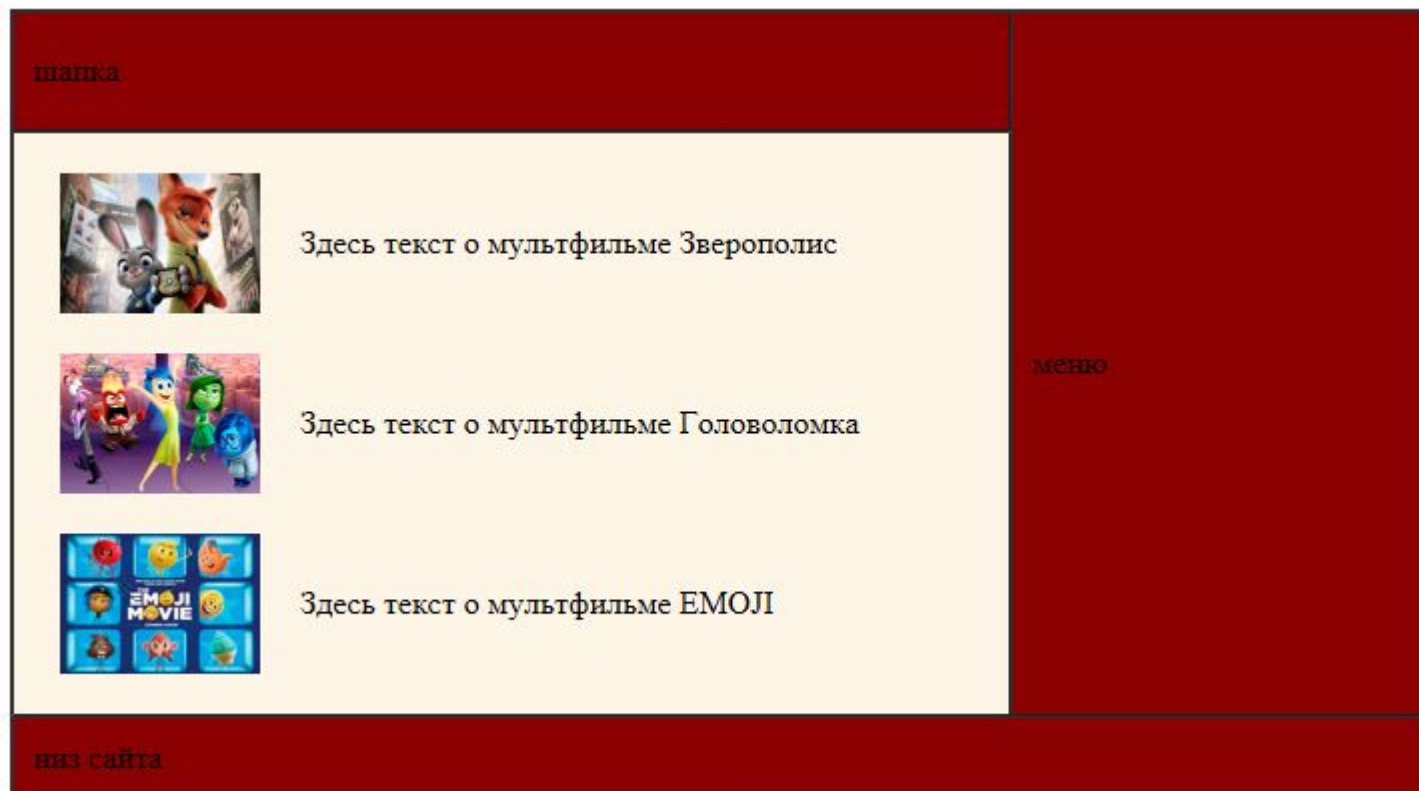 шапка
Здесь текст о мультфильме Зверополис
Здесь текст о мультфильме Головоломка
меню
EMOJI
MOVIE
Здесь текст о мультфильме EMOJI
низ сайта